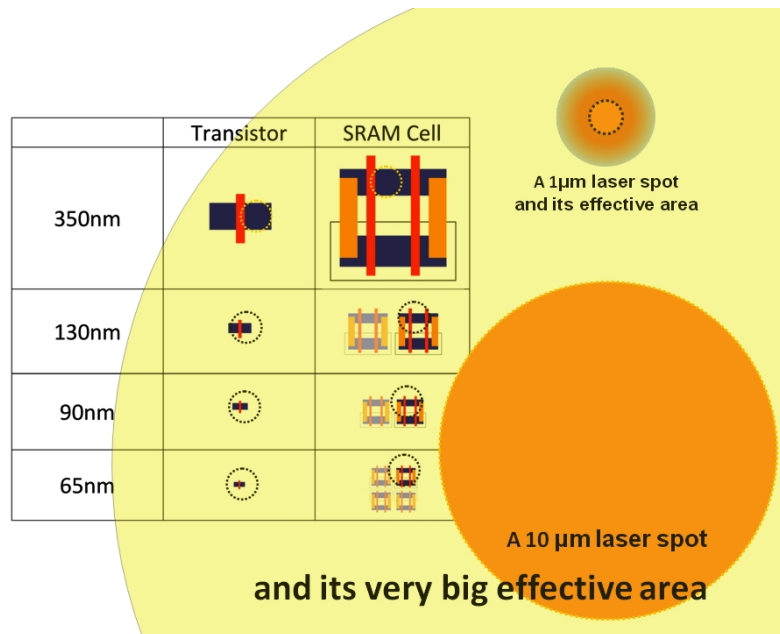 Transistor SRAM Cell
350nm
130nm
90nm
65nm
A 1µm laser spot
and its effective area
A 10 µm laser spot
and its very big effective area